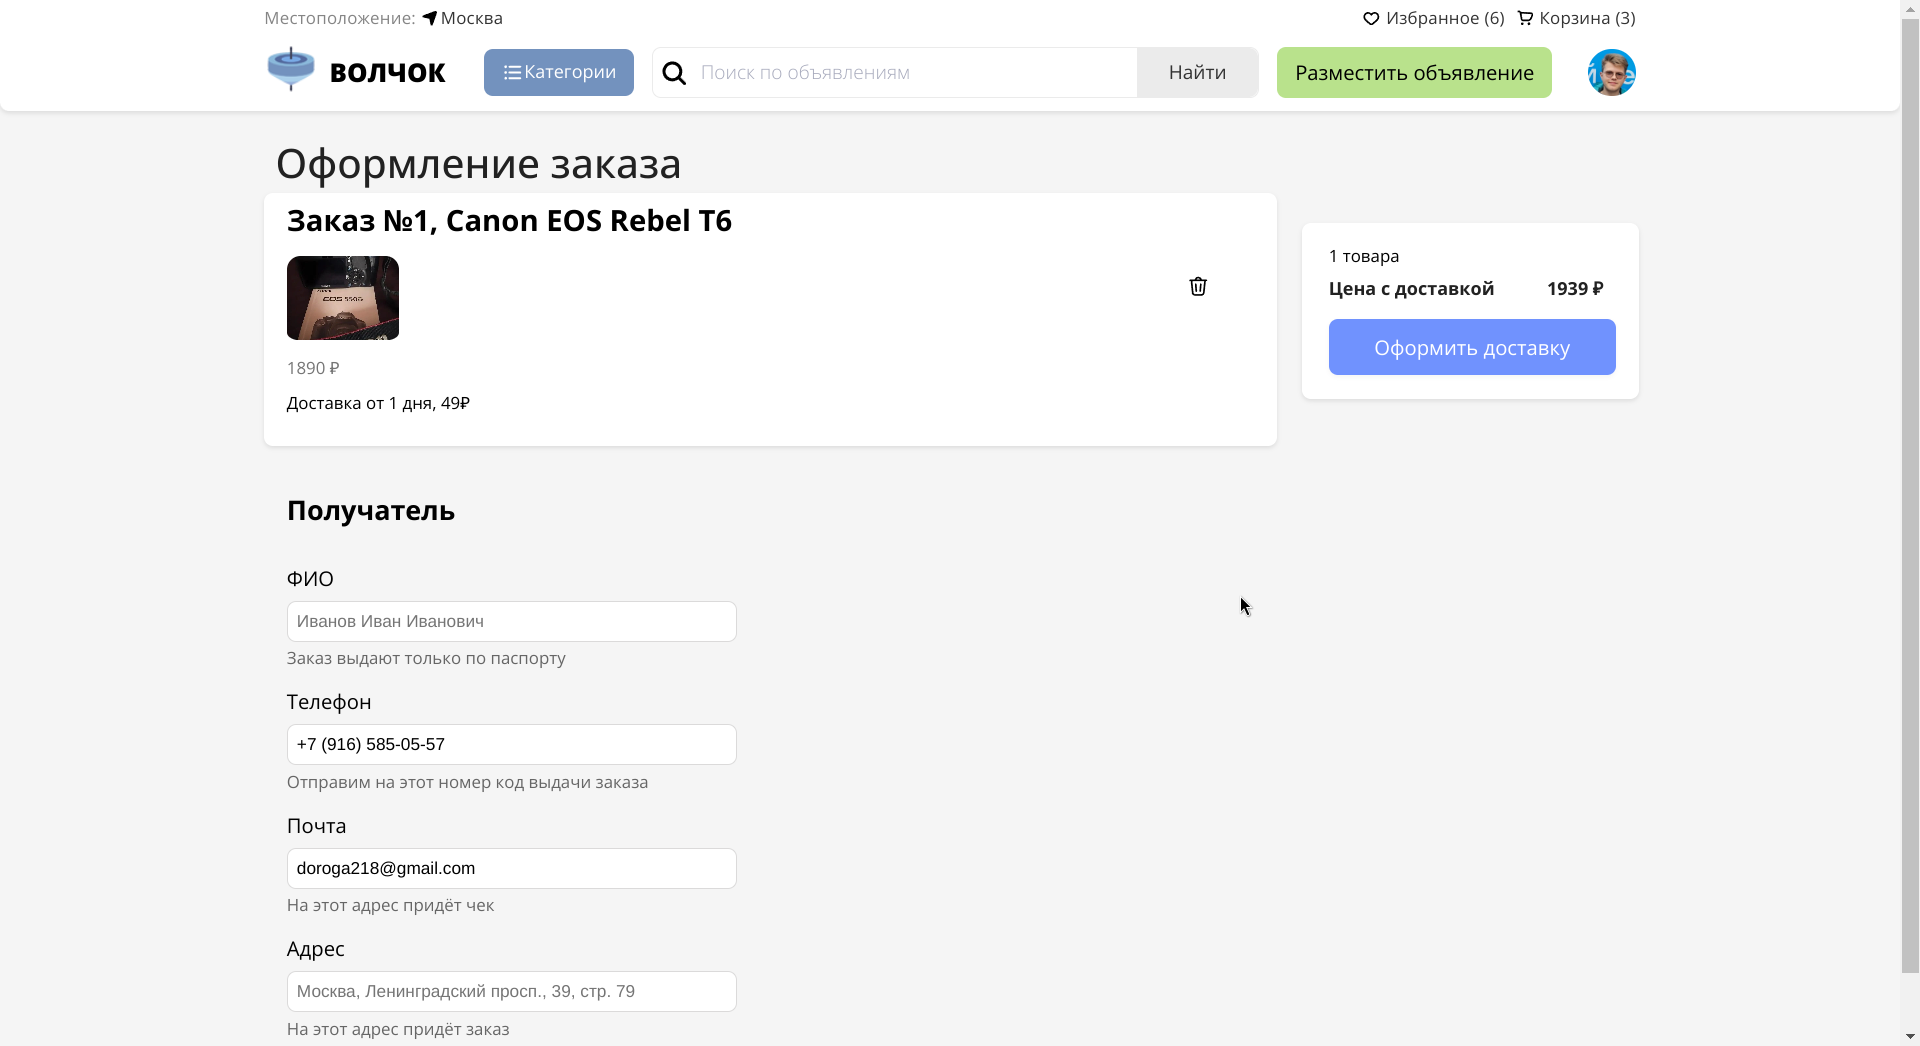 Местоположение: Москва
Избранное (6) Корзина (3)
ВОЛЧОК
Категории
Поиск по объявлениям
Найти
Разместить объявление
Оформление заказа
Заказ №1, Canon EOS Rebel T6
EOS 550D
1890 ₽
Доставка от 1 дня, 49₽
1 товара
Цена с доставкой 1939 ₽
Оформить доставку
Получатель
ФИО
Иванов Иван Иванович
Заказ выдают только по паспорту
Телефон
+7 (916) 585-05-57
Отправим на этот номер код выдачи заказа
Почта
doroga218@gmail.com
На этот адрес придёт чек
Адрес
Москва, Ленинградский просп., 39, стр. 79
На этот адрес придёт заказ